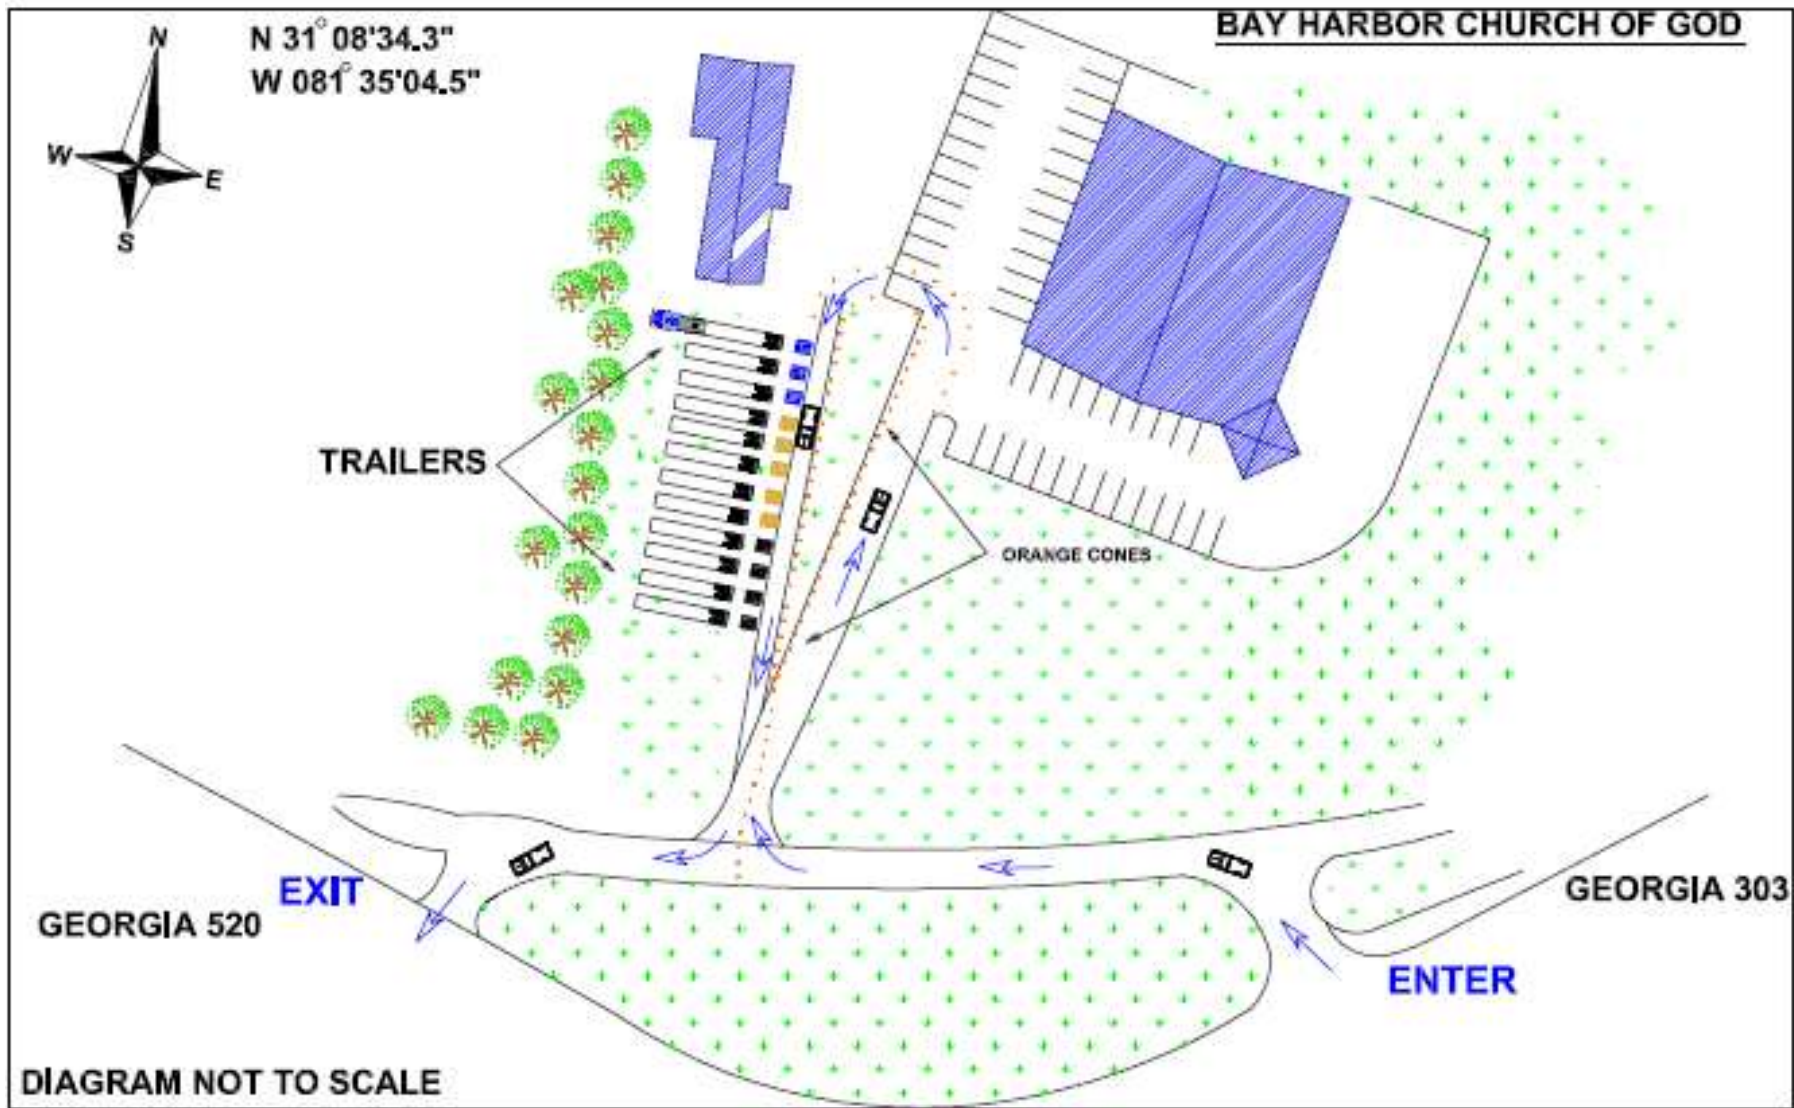 N
N 31° 08'34.3"
W 081° 35'04.5"
W
E
S
BAY HARBOR CHURCH OF GOD
TRAILERS
ORANGE CONES
EXIT
GEORGIA 520
GEORGIA 303
ENTER
DIAGRAM NOT TO SCALE